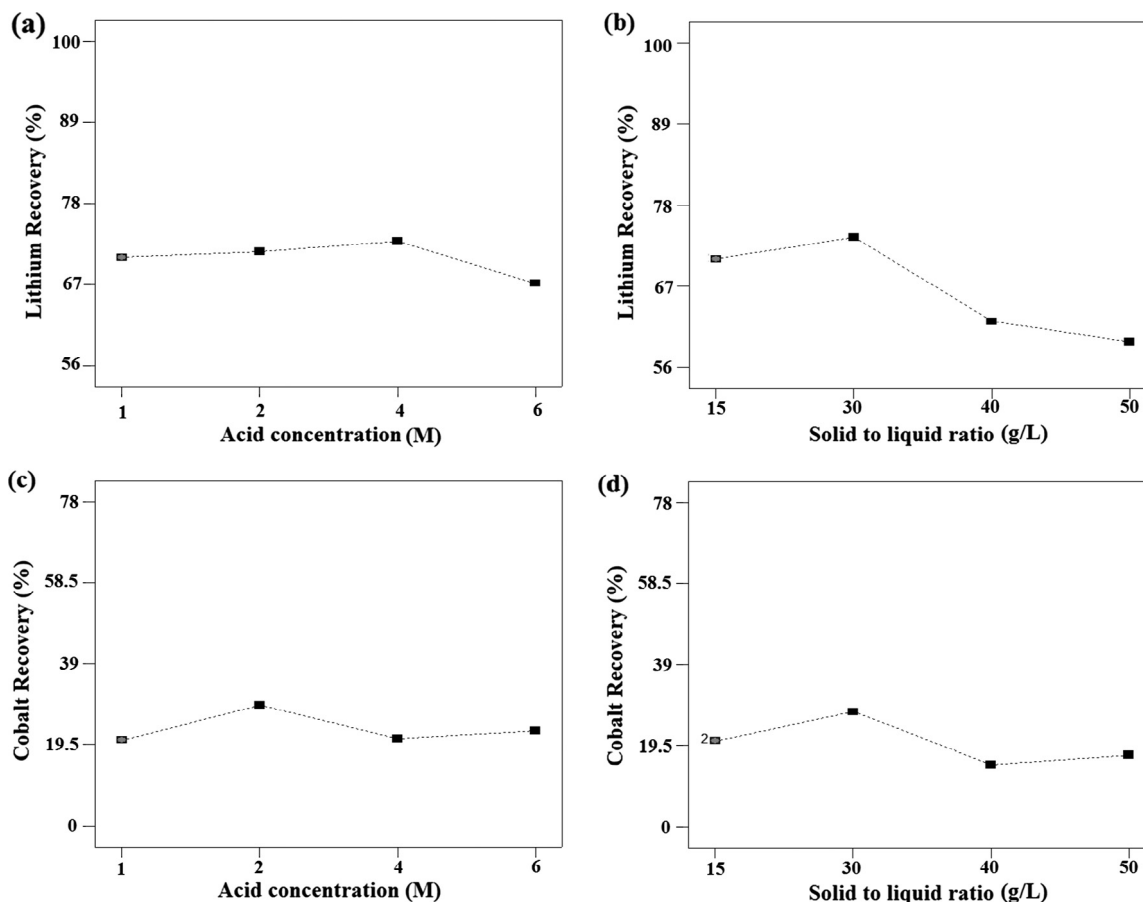 (a)
Lithium Recovery (%)
100
89
78
67
56
1 2 4 6
Acid concentration (M)
(b)
Lithium Recovery (%)
100
89
78
67
56
15 30 40 50
Solid to liquid ratio (g/L)
(c)
Cobalt Recovery (%)
78
58.5
39
19.5
0
1 2 4 6
Acid concentration (M)
(d)
Cobalt Recovery (%)
78
58.5
39
19.5
2
0
15 30 40 50
Solid to liquid ratio (g/L)